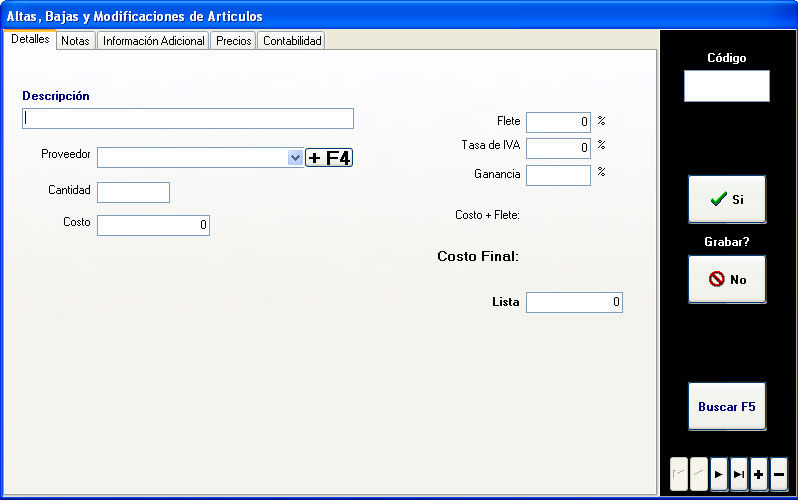 Altas, Bajas y Modificaciones de Articulos
Detalles Notas Información Adicional Precios Contabilidad
Código
Descripción
Flete 0 %
Tasa de IVA 0 %
Proveedor + F4
Ganancia %
Cantidad
Si
Costo 0
Costo + Flete:
Grabar?
Costo Final:
No
Lista 0
Buscar F5